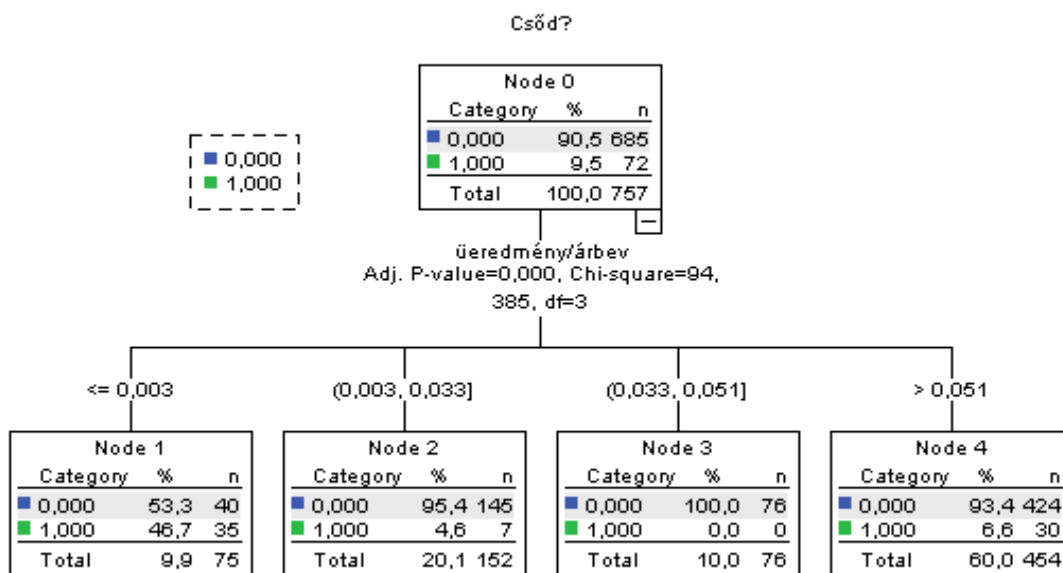 Csőd?
Node 0
Category % n
0,000 90,5 685
1,000 9,5 72
Total 100,0 757
0,000
1,000
üeredmény/árbev
Adj. P-value=0,000, Chi-square=94,
385, df=3
<= 0,003
(0,003, 0,033]
(0,033, 0,051]
> 0,051
Node 1
Category % n
0,000 53,3 40
1,000 46,7 35
Total 9,9 75
Node 2
Category % n
0,000 95,4 145
1,000 4,6 7
Total 20,1 152
Node 3
Category % n
0,000 100,0 76
1,000 0,0 0
Total 10,0 76
Node 4
Category % n
0,000 93,4 424
1,000 6,6 30
Total 60,0 454